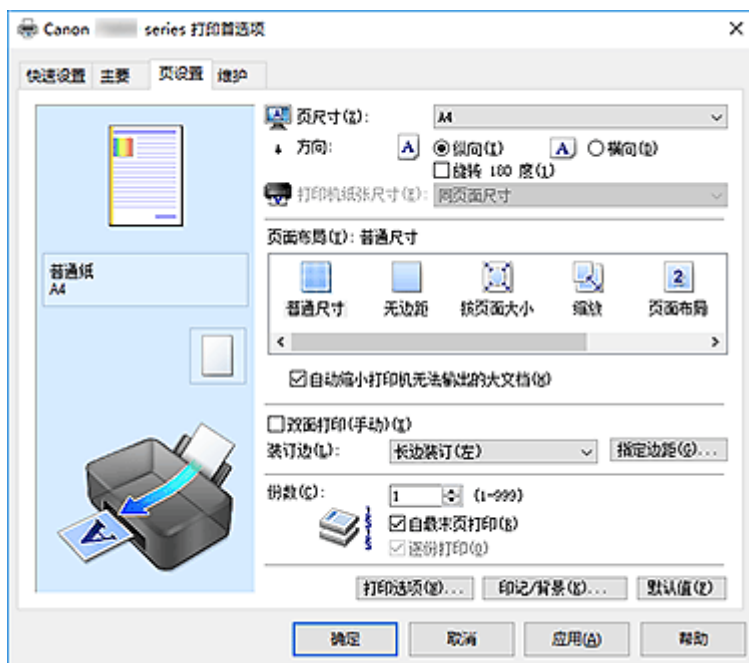 Canon series 打印首选项
快速设置 主要 页设置 维护
普通纸
A4
页尺寸(Z): A4
方向: A 纵向(I) A 横向(D)
旋转 180 度(1)
打印机纸张尺寸(E): 同页面尺寸
页面布局(T): 普通尺寸
普通尺寸 无边距 按页面大小 缩放 页面布局
自动缩小打印机无法输出的大文档(W)
双面打印(手动)(X)
装订边(L): 长边装订(左) 指定边距(G)...
份数(C): 1 (1-999)
自最末页打印(R)
逐份打印(O)
打印选项(N)... 印记/背景(K)... 默认值(F)
确定 取消 应用(A) 帮助